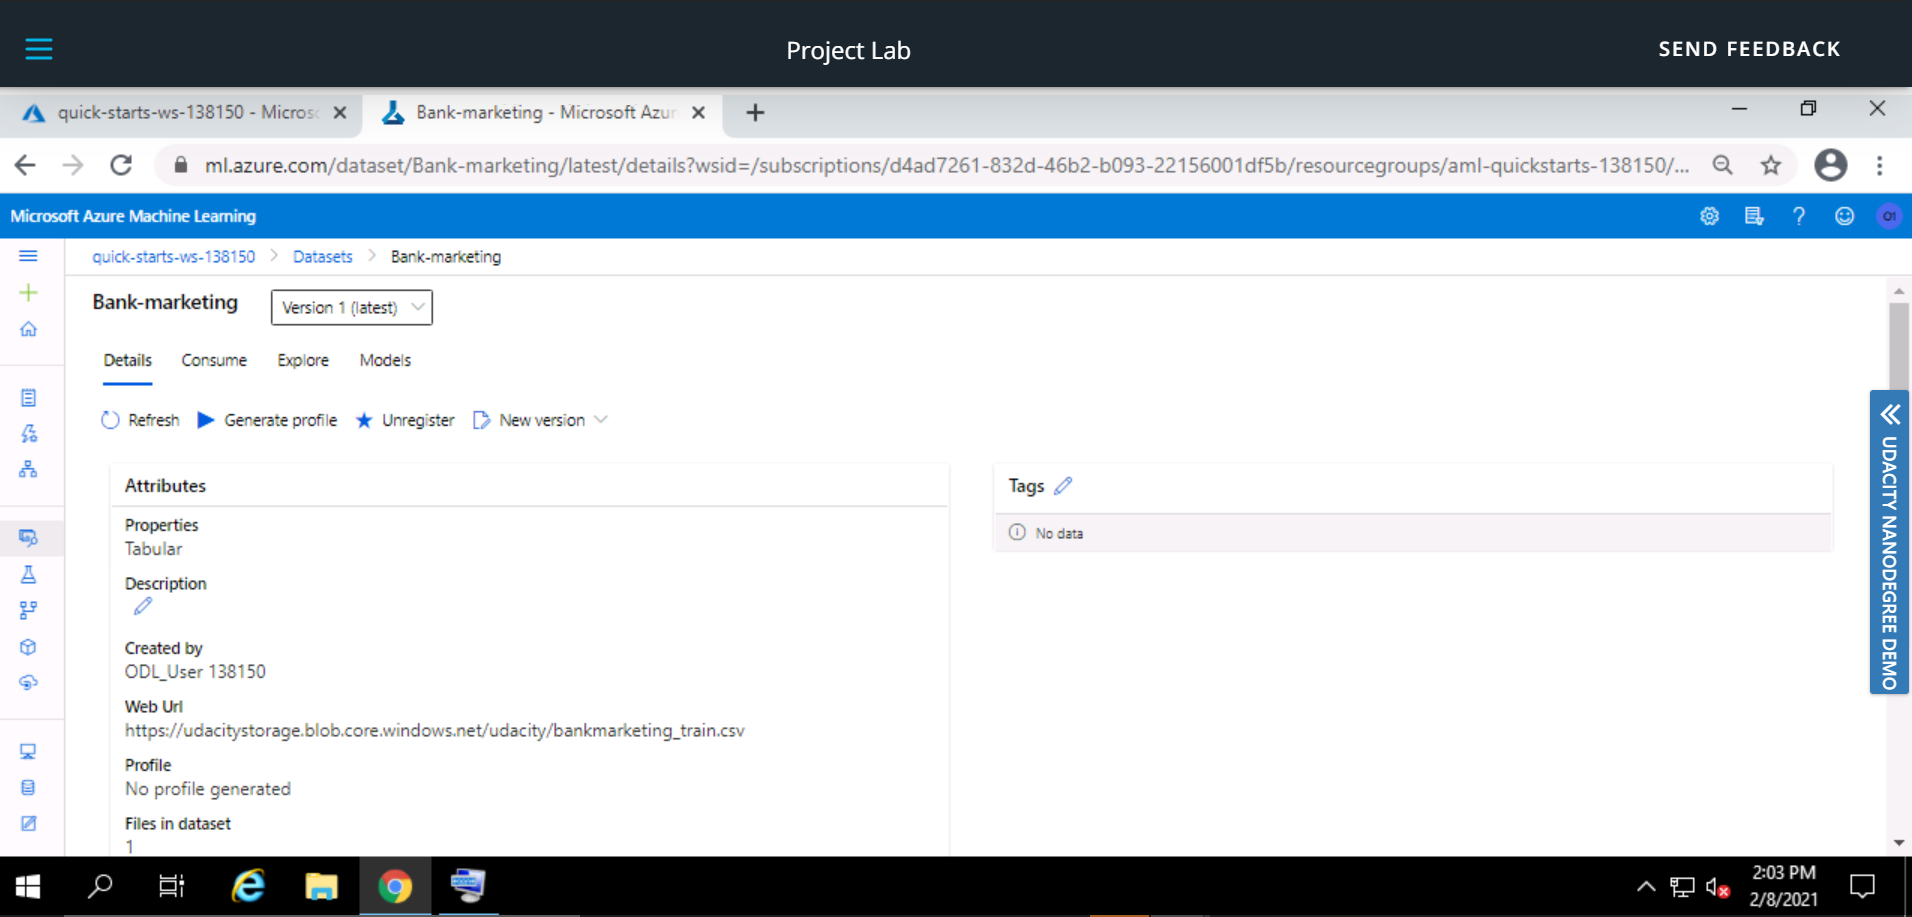 Project Lab
SEND FEEDBACK
quick-starts-ws-138150 - Micros
Bank-marketing - Microsoft Azur
ml.azure.com/dataset/Bank-marketing/latest/details?wsid=/subscriptions/d4ad7261-832d-46b2-b093-22156001df5b/resourcegroups/aml-quickstarts-138150/...
Microsoft Azure Machine Learning
O1
quick-starts-ws-138150 > Datasets > Bank-marketing
Bank-marketing
Version 1 (latest)
Details Consume Explore Models
Refresh Generate profile Unregister New version
Attributes
Properties
Tabular
Description
Created by
ODL_User 138150
Web Url
https://udacitystorage.blob.core.windows.net/udacity/bankmarketing_train.csv
Profile
No profile generated
Files in dataset
1
Tags
No data
UDACITY NANODEGREE DEMO
2:03 PM
2/8/2021